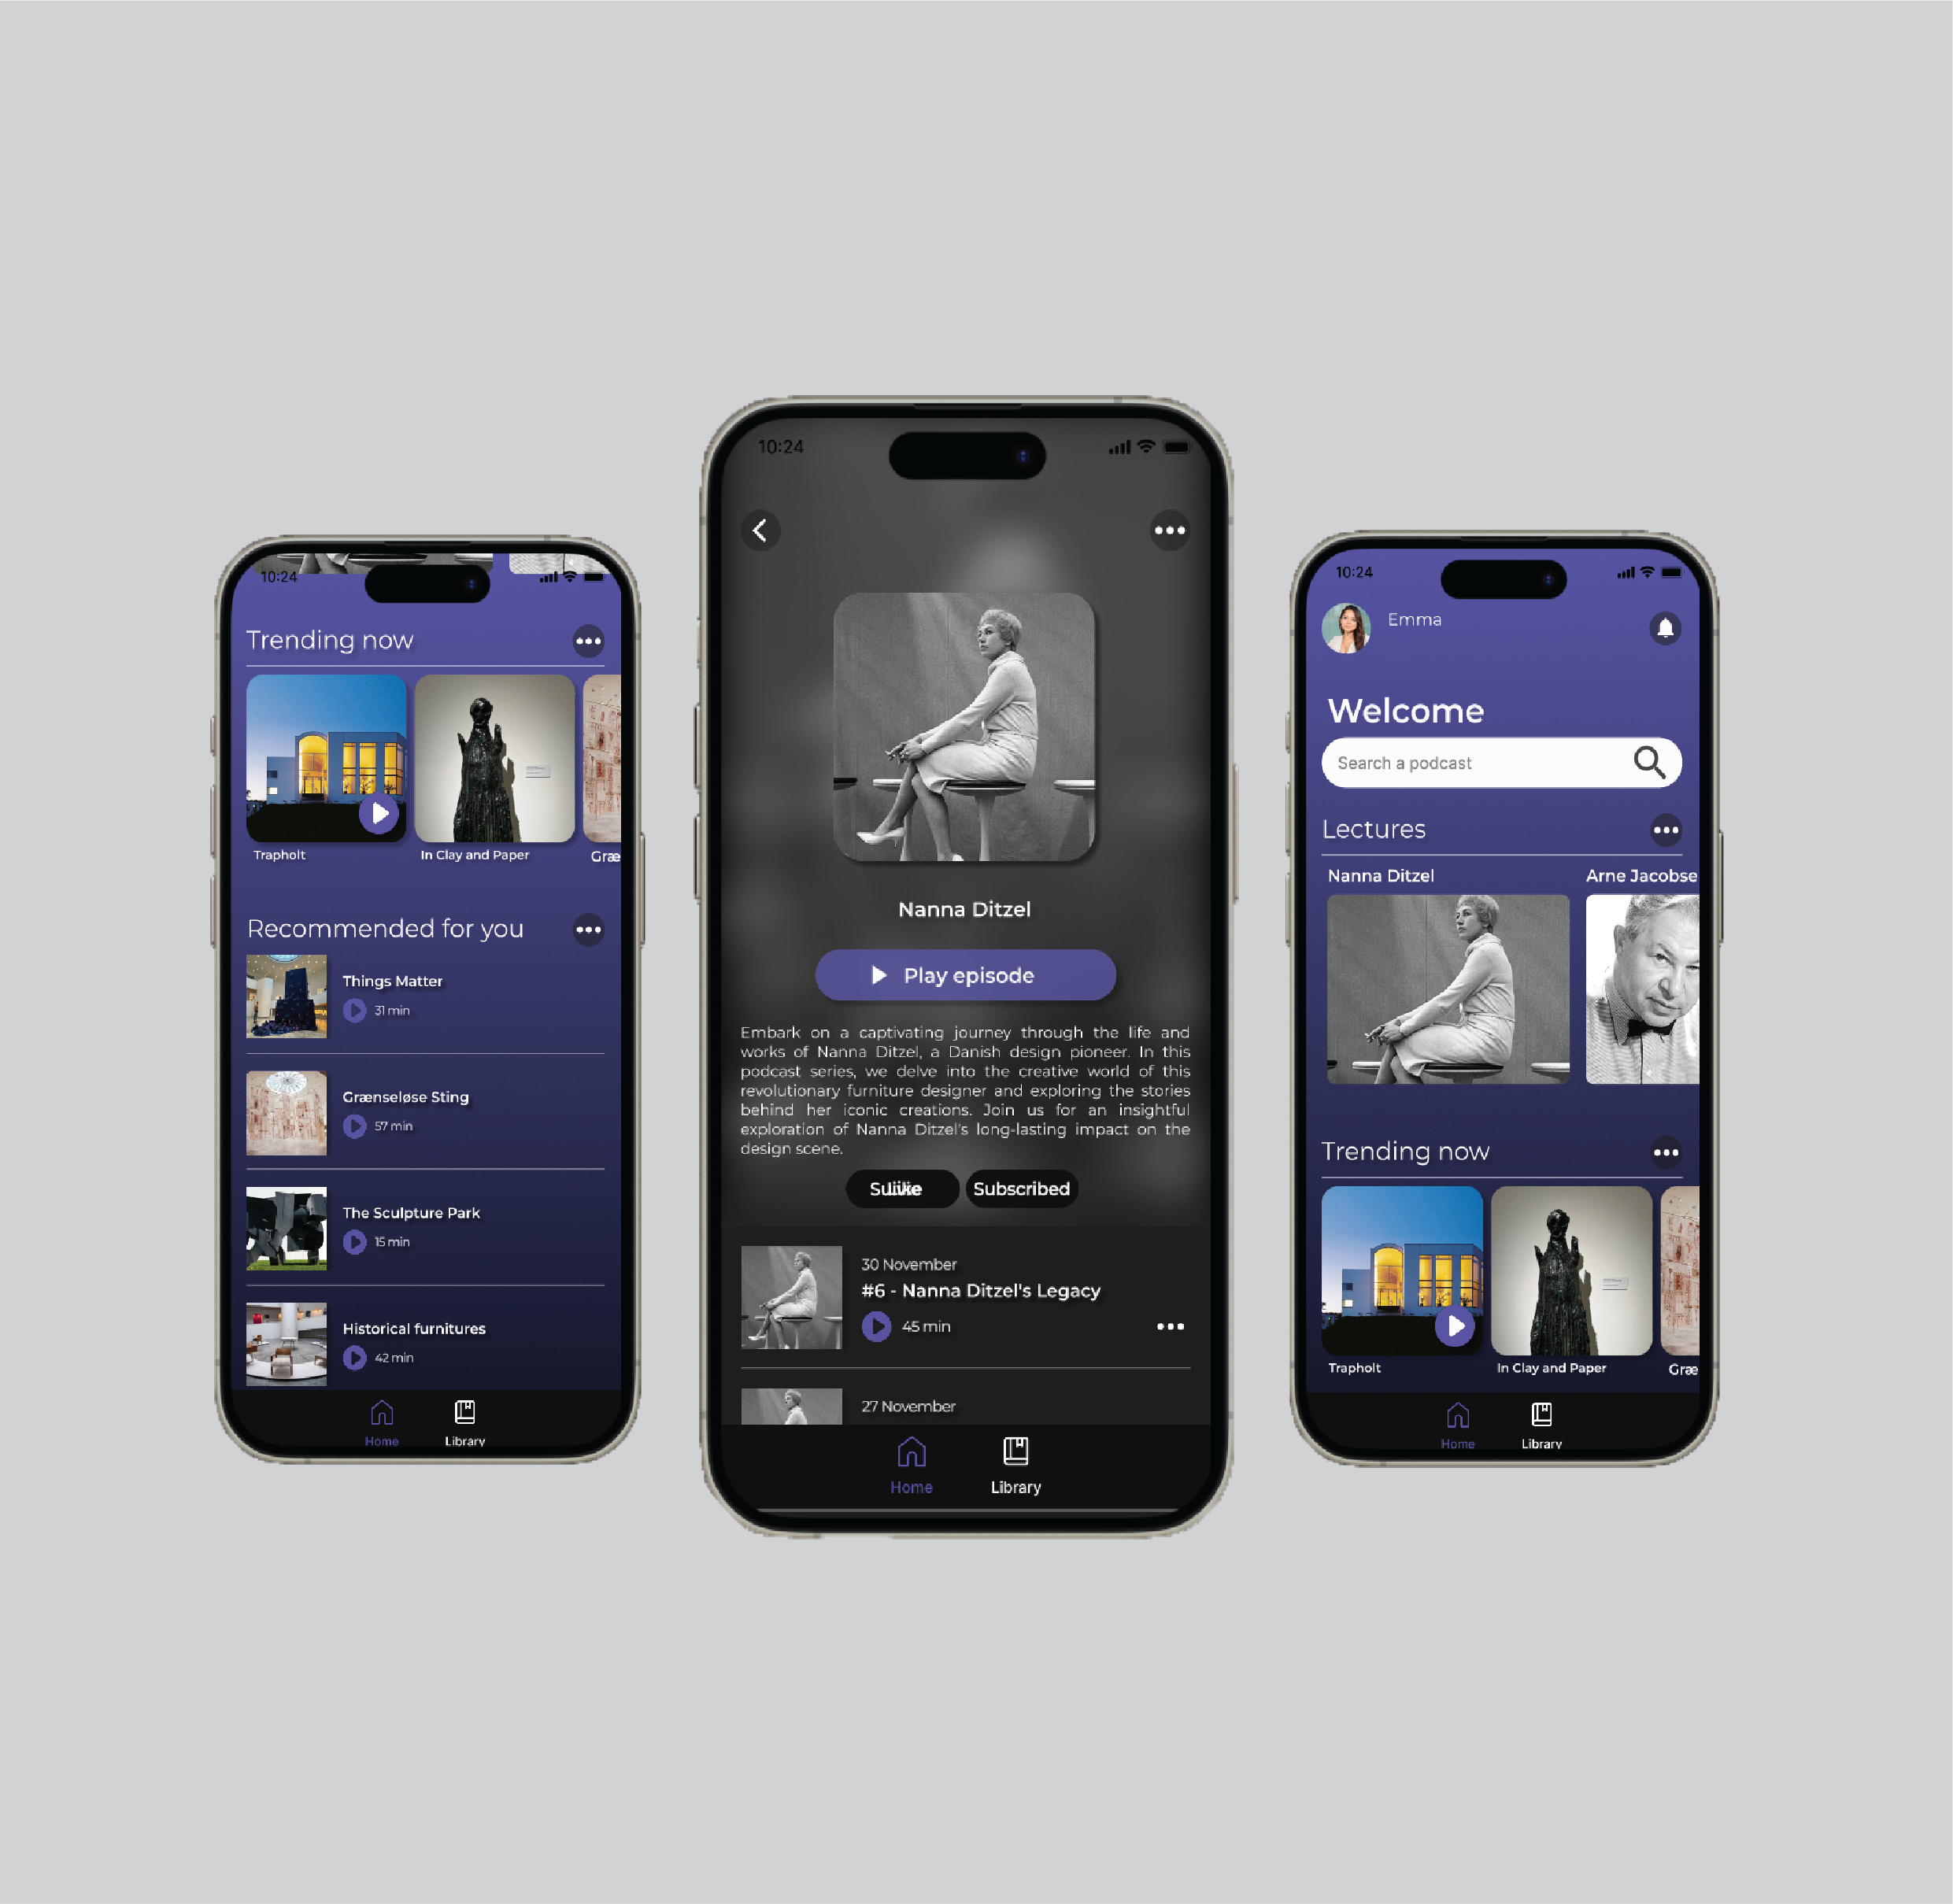 10:24
Trending now
Trapholt
In Clay and Paper
Græ
Recommended for you
Things Matter
31 min
Grænseløse Sting
57 min
The Sculpture Park
15 min
Historical furnitures
42 min
Home
Library
10:24
Nanna Ditzel
Play episode
Embark on a captivating journey through the life and
works of Nanna Ditzel, a Danish design pioneer. In this
podcast series, we delve into the creative world of this
revolutionary furniture designer and exploring the stories
behind her iconic creations. Join us for an insightful
exploration of Nanna Ditzel's long-lasting impact on the
design scene.
Subscribed
30 November
#6 - Nanna Ditzel's Legacy
45 min
27 November
Home
Library
10:24
Emma
Welcome
Search a podcast
Lectures
Nanna Ditzel
Arne Jacobse
Trending now
Trapholt
In Clay and Paper
Græ
Home
Library